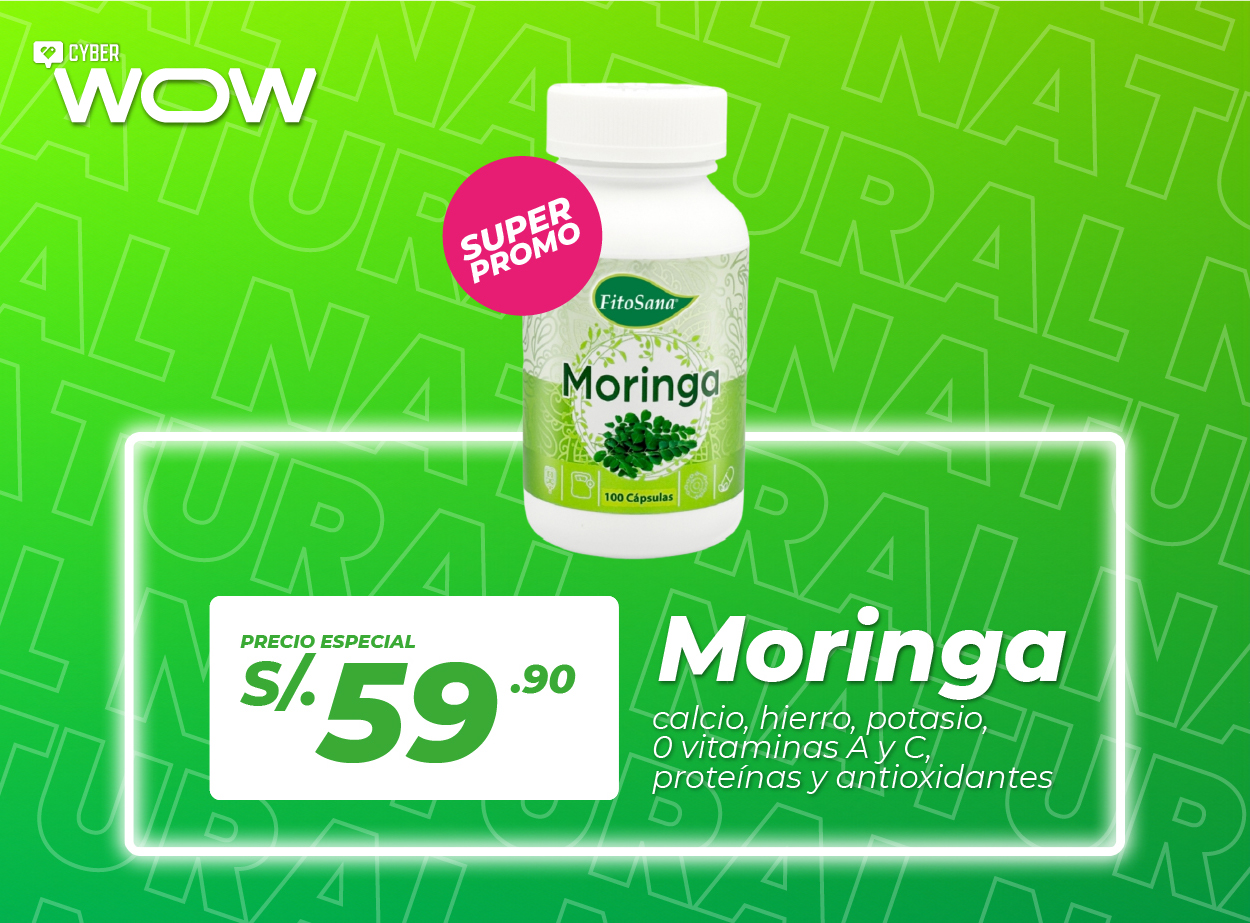 CYBER
WOW
SUPER
PROMO
FitoSana®
Moringa
100 Cápsulas
PRECIO ESPECIAL
S/. 59 .90
Moringa
calcio, hierro, potasio,
0 vitaminas A y C,
proteínas y antioxidantes
NATURAL NATURAL